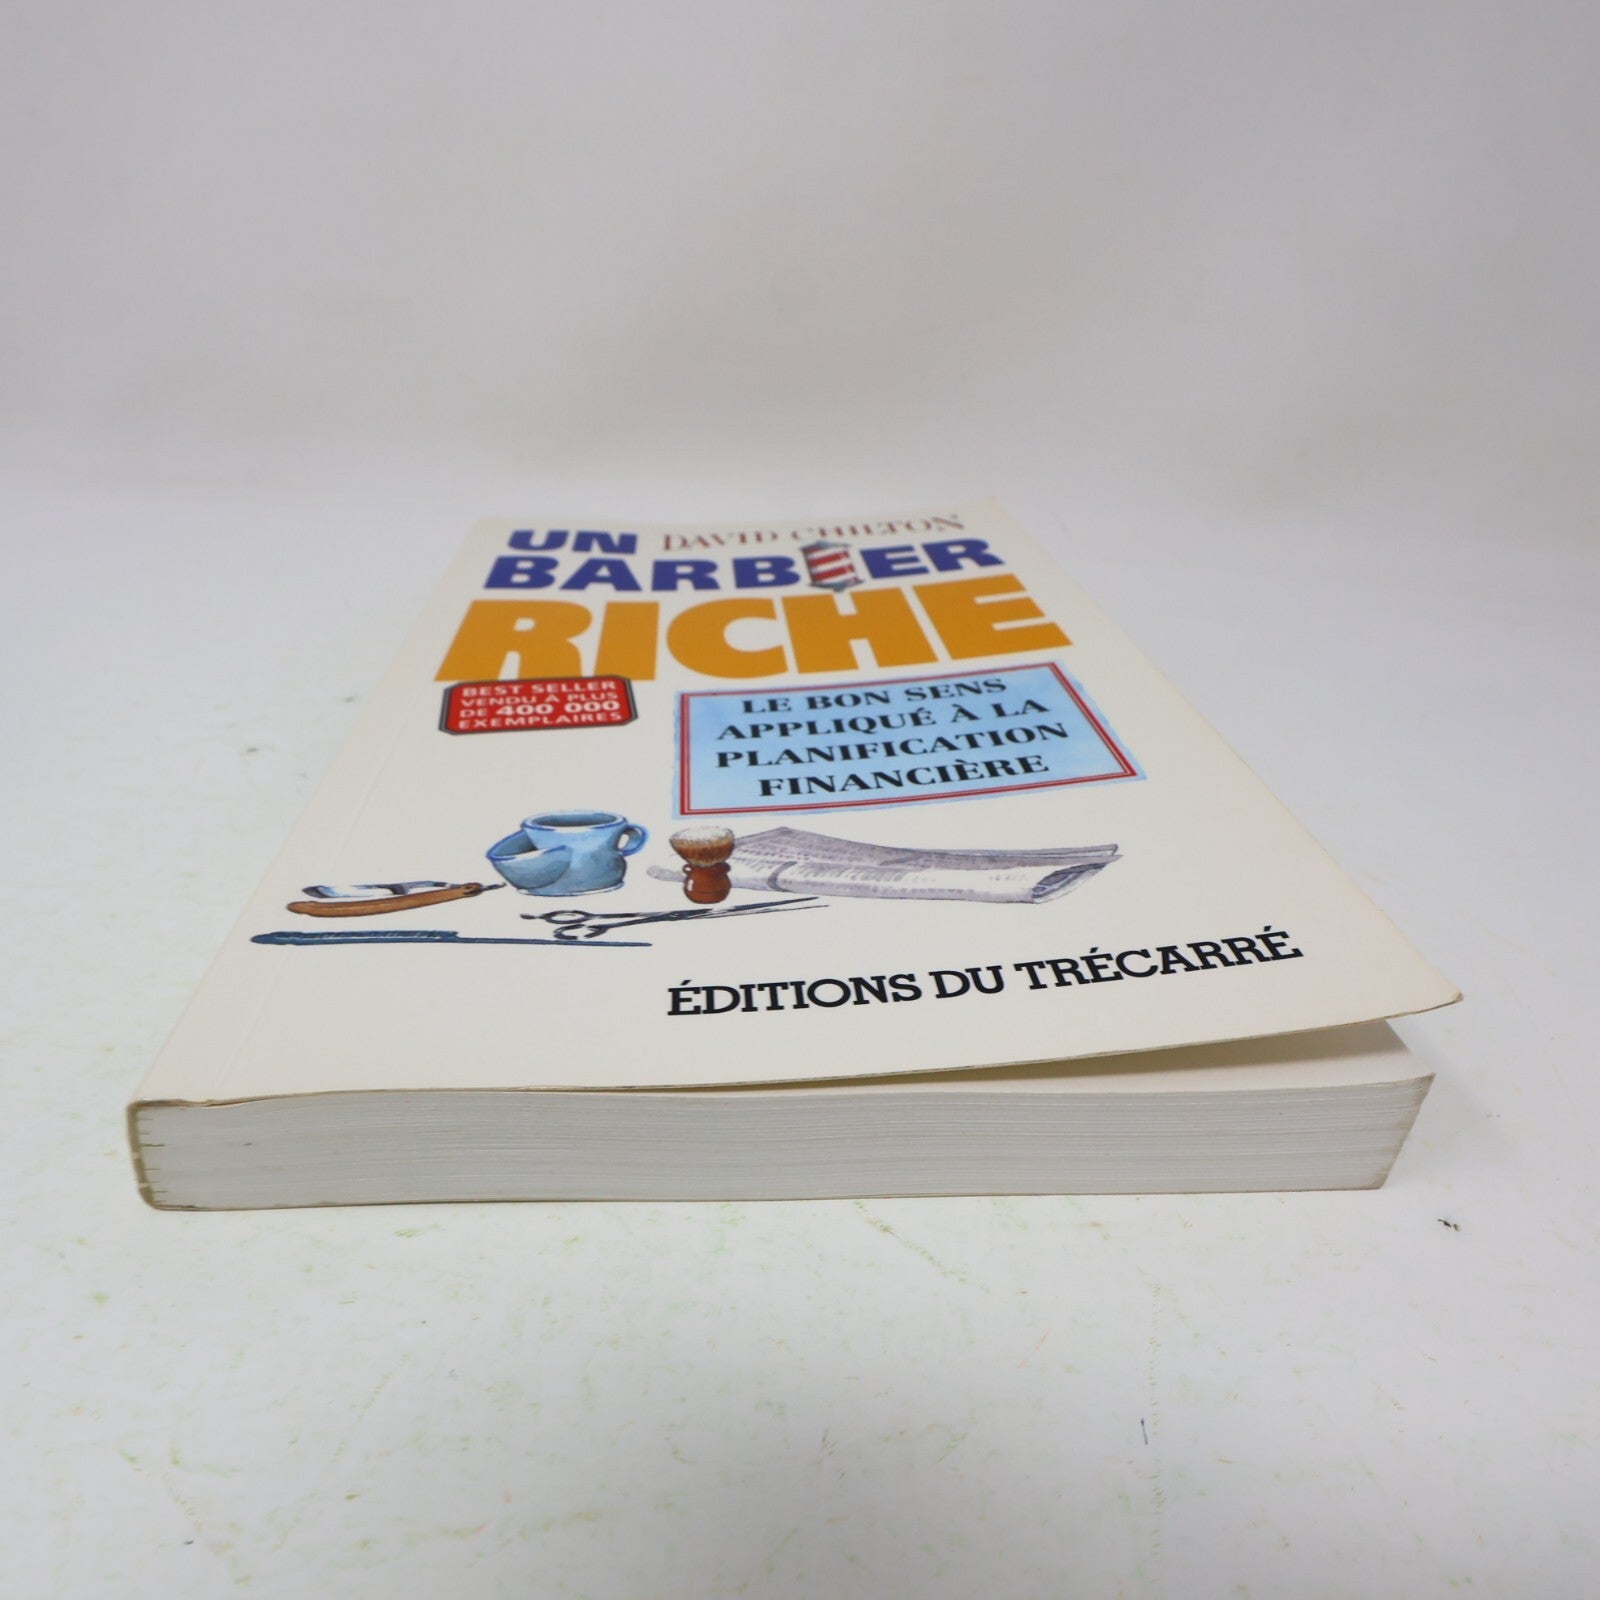 UN DAVID CHILTON
BARBIER
RICHE
BEST SELLER
VENDU À PLUS
DE 400 000
EXEMPLAIRES
LE BON SENS
APPLIQUÉ À LA
PLANIFICATION
FINANCIÈRE
ÉDITIONS DU TRÉCARRÉ